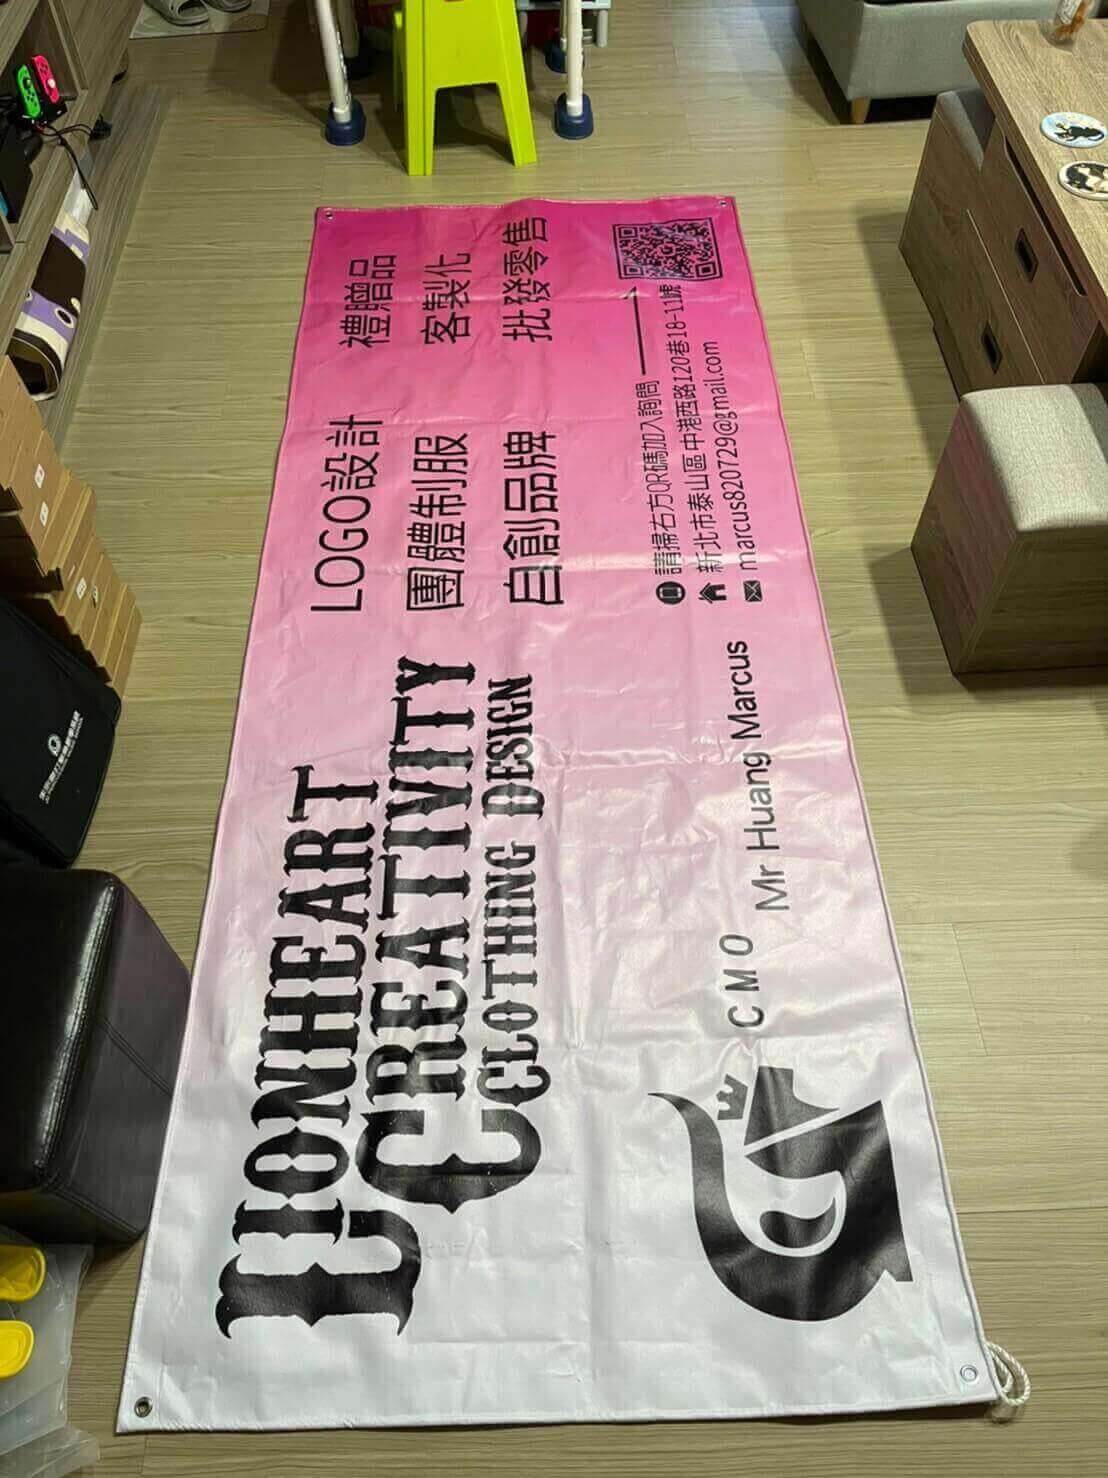 LIONHEART
CREATIVITY
CLOTHING DESIGN
LOGO設計
禮贈品
團體制服
客製化
自創品牌
批發零售
CMO
Mr Huang Marcus
請掃右方QR碼加入詢問
新北市泰山區中港西路120巷18-11號
marcus820729@gmail.com